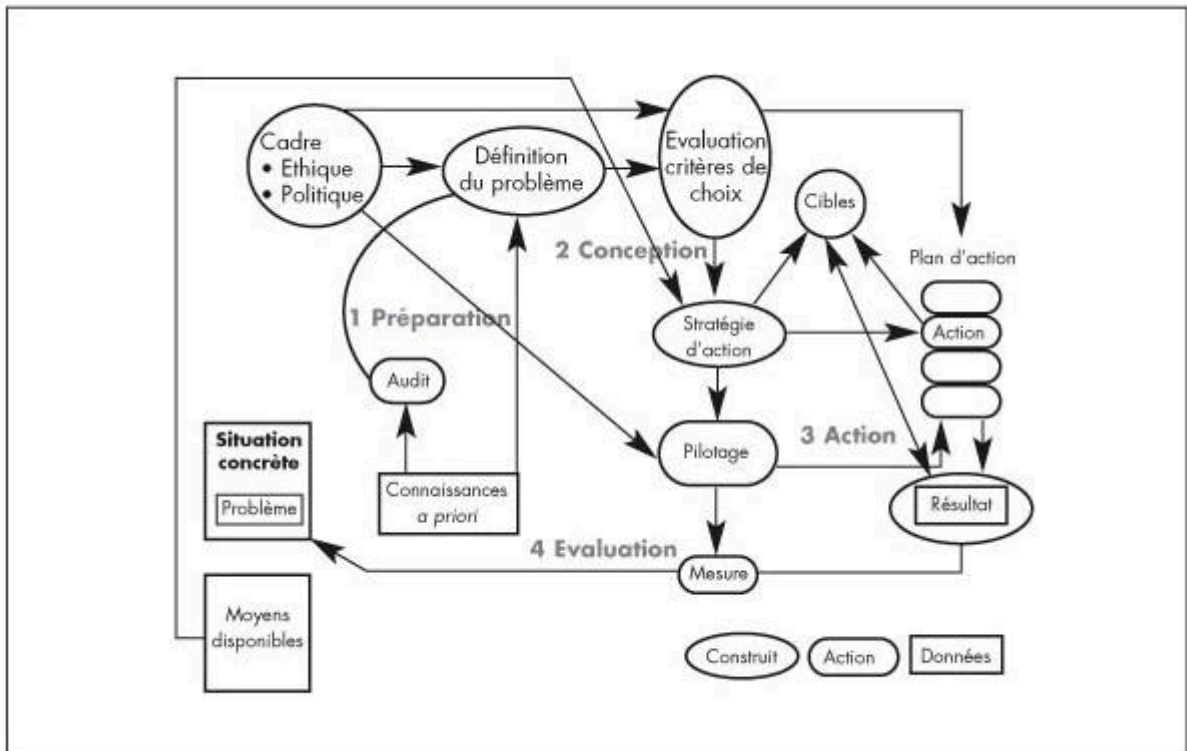 Cadre
• Ethique
• Politique
Définition
du problème
Evaluation
critères de
choix
Cibles
2 Conception
Plan d'action
1 Préparation
Stratégie
d'action
Action
Audit
Situation
concrète
Problème
Connaissances
a priori
Pilotage
3 Action
Résultat
4 Evaluation
Mesure
Moyens
disponibles
Construit
Action
Données